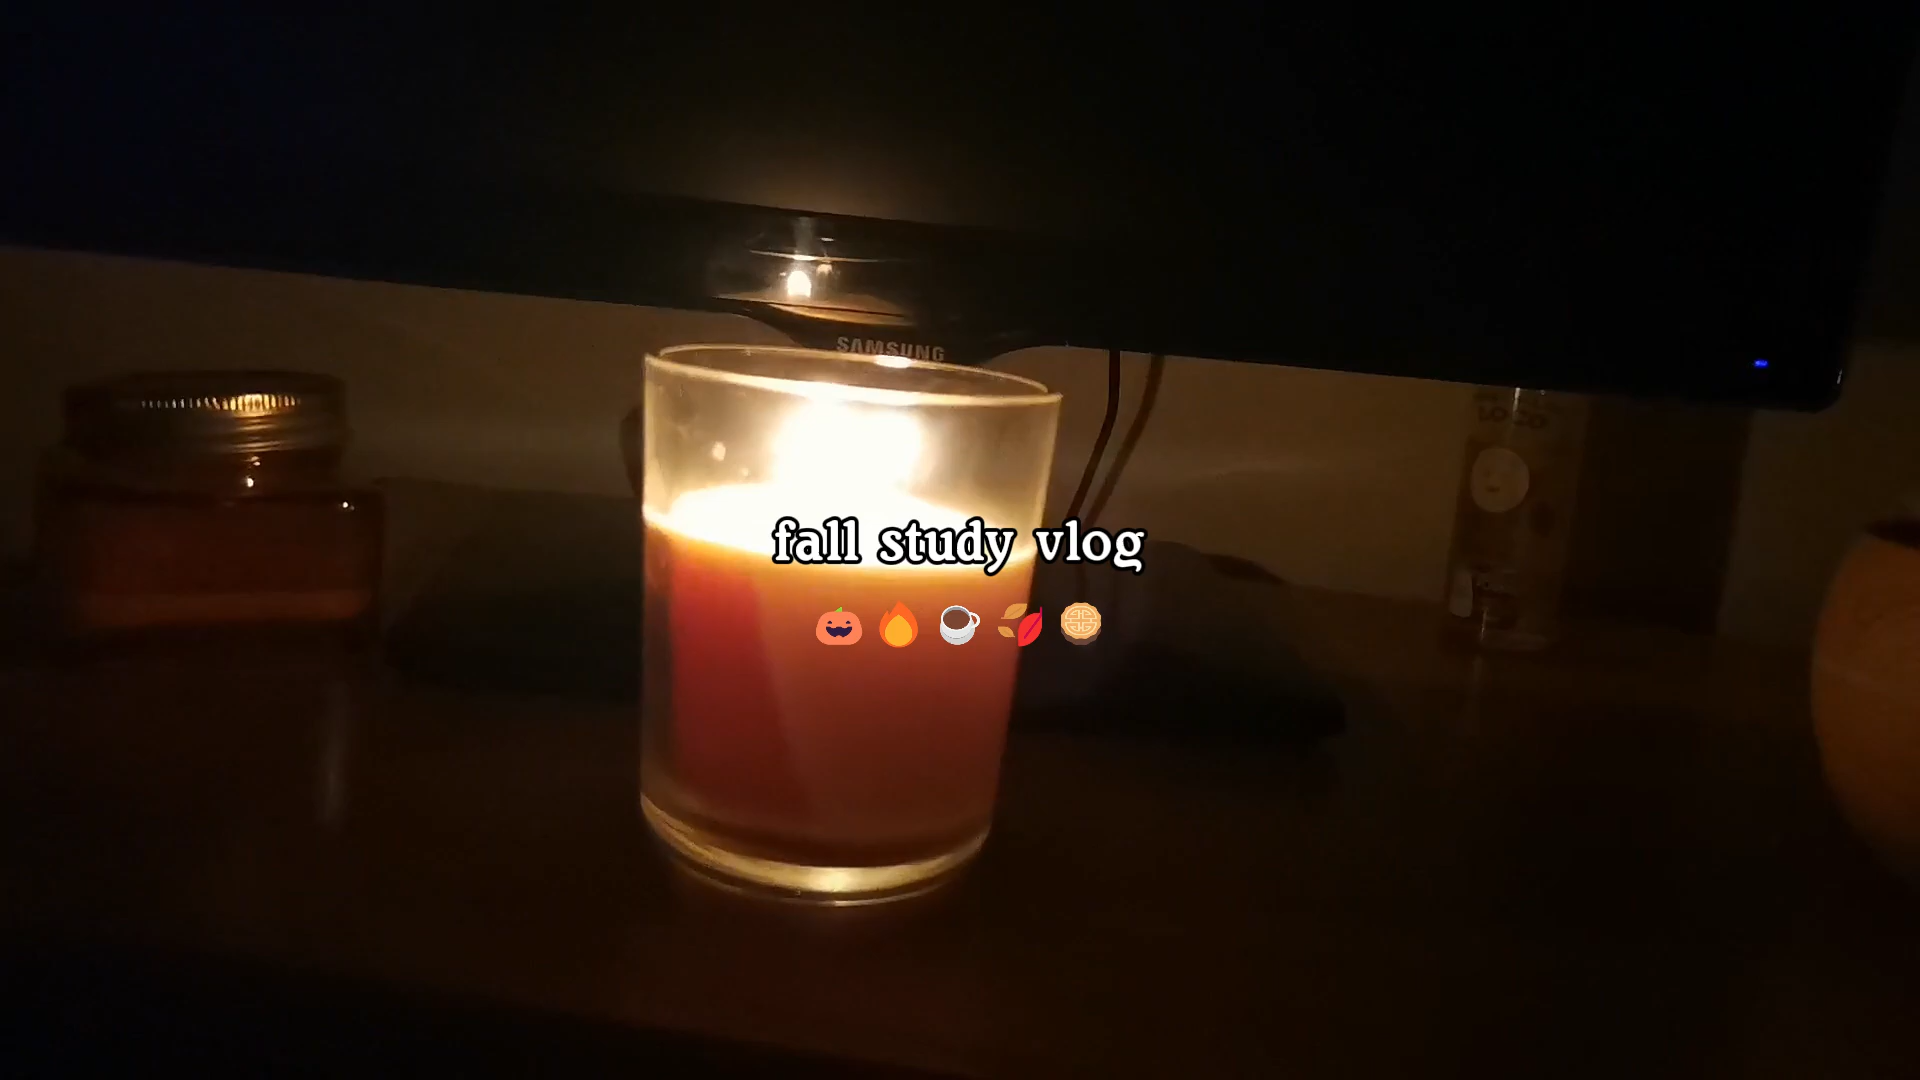 SAMSUNG
fall study vlog
🎃🔥☕🍂🥮